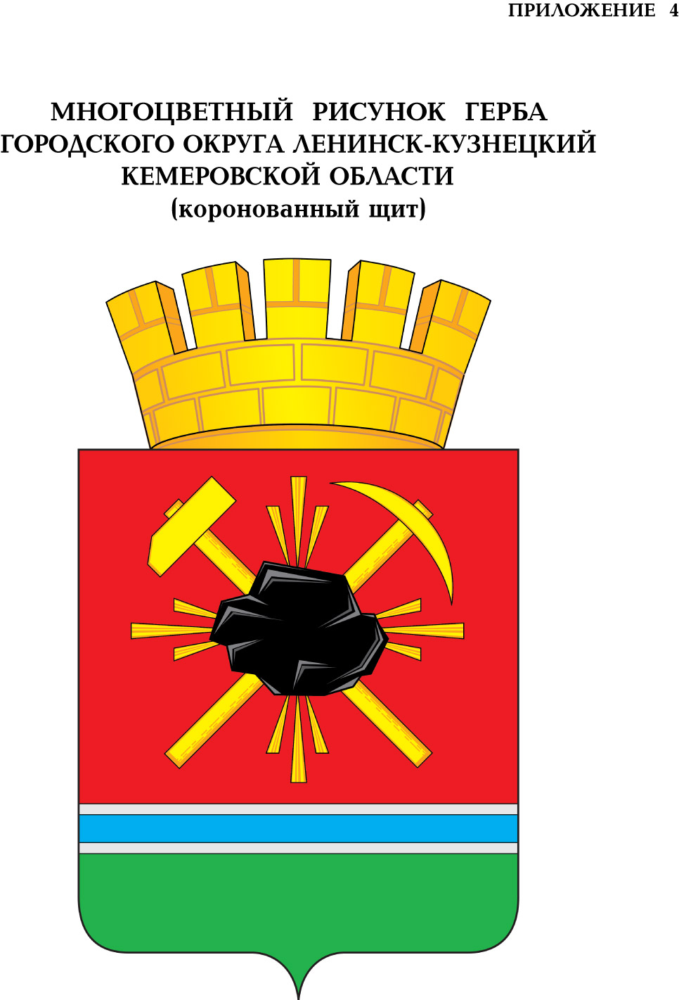 ПРИЛОЖЕНИЕ 4
МНОГОЦВЕТНЫЙ РИСУНОК ГЕРБА
ГОРОДСКОГО ОКРУГА ЛЕНИНСК-КУЗНЕЦКИЙ
КЕМЕРОВСКОЙ ОБЛАСТИ
(коронованный щит)